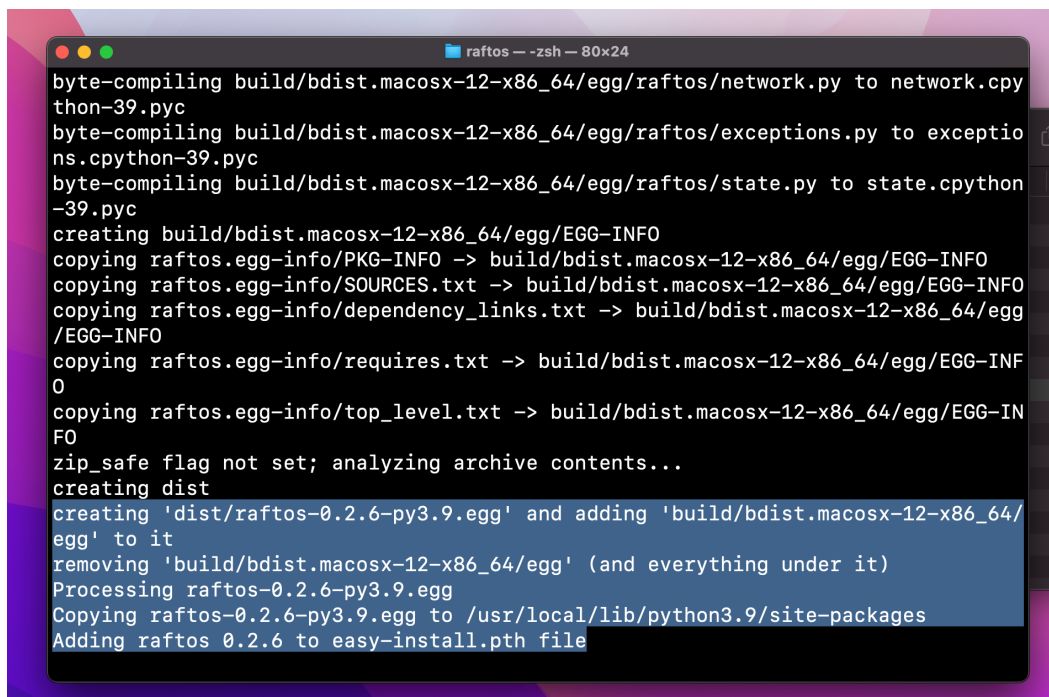 raftos — -zsh — 80×24
byte-compiling build/bdist.macosx-12-x86_64/egg/raftos/network.py to network.cpy
thon-39.pyc
byte-compiling build/bdist.macosx-12-x86_64/egg/raftos/exceptions.py to exceptio
ns.cpython-39.pyc
byte-compiling build/bdist.macosx-12-x86_64/egg/raftos/state.py to state.cpython
-39.pyc
creating build/bdist.macosx-12-x86_64/egg/EGG-INFO
copying raftos.egg-info/PKG-INFO -> build/bdist.macosx-12-x86_64/egg/EGG-INFO
copying raftos.egg-info/SOURCES.txt -> build/bdist.macosx-12-x86_64/egg/EGG-INFO
copying raftos.egg-info/dependency_links.txt -> build/bdist.macosx-12-x86_64/egg
/EGG-INFO
copying raftos.egg-info/requires.txt -> build/bdist.macosx-12-x86_64/egg/EGG-INF
O
copying raftos.egg-info/top_level.txt -> build/bdist.macosx-12-x86_64/egg/EGG-IN
FO
zip_safe flag not set; analyzing archive contents...
creating dist
creating 'dist/raftos-0.2.6-py3.9.egg' and adding 'build/bdist.macosx-12-x86_64/
egg' to it
removing 'build/bdist.macosx-12-x86_64/egg' (and everything under it)
Processing raftos-0.2.6-py3.9.egg
Copying raftos-0.2.6-py3.9.egg to /usr/local/lib/python3.9/site-packages
Adding raftos 0.2.6 to easy-install.pth file